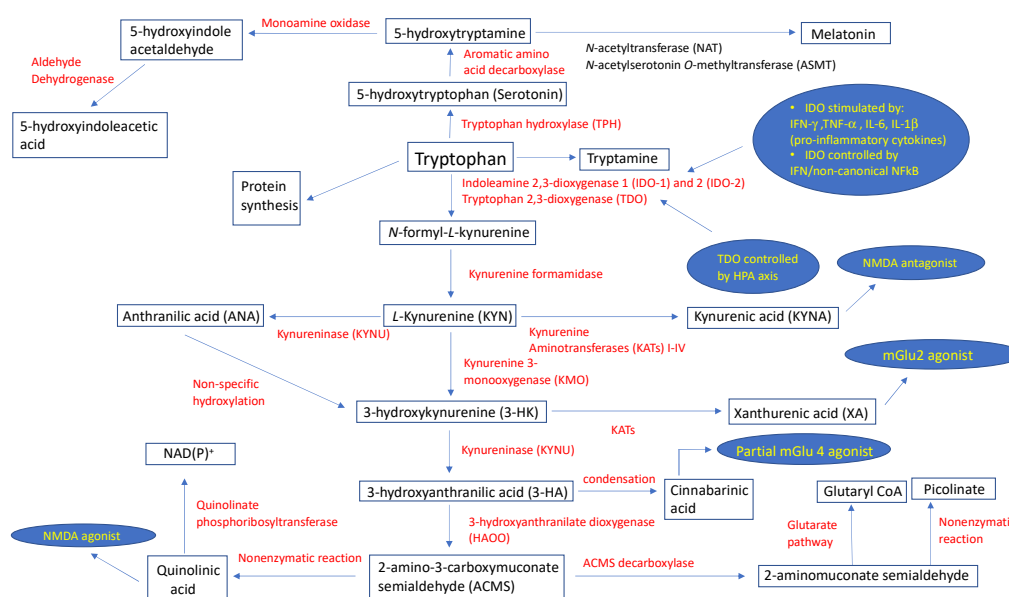 5-hydroxyindole
acetaldehyde
Monoamine oxidase
5-hydroxytryptamine
Melatonin
N-acetyltransferase (NAT)
N-acetylserotonin O-methyltransferase (ASMT)
Aldehyde
Dehydrogenase
Aromatic amino
acid decarboxylase
5-hydroxytryptophan (Serotonin)
5-hydroxyindoleacetic
acid
Tryptophan hydroxylase (TPH)
• IDO stimulated by:
IFN-γ ,TNF-α , IL-6, IL-1β
(pro-inflammatory cytokines)
• IDO controlled by
IFN/non-canonical NFkB
Tryptophan
Tryptamine
Protein
synthesis
Indoleamine 2,3-dioxygenase 1 (IDO-1) and 2 (IDO-2)
Tryptophan 2,3-dioxygenase (TDO)
N-formyl-L-kynurenine
TDO controlled
by HPA axis
NMDA antagonist
Kynurenine formamidase
Anthranilic acid (ANA)
L-Kynurenine (KYN)
Kynurenic acid (KYNA)
Kynureninase (KYNU)
Kynurenine
Aminotransferases (KATs) I-IV
Kynurenine 3-
monooxygenase (KMO)
mGlu2 agonist
Non-specific
hydroxylation
3-hydroxykynurenine (3-HK)
Xanthurenic acid (XA)
KATs
Kynureninase (KYNU)
Partial mGlu 4 agonist
NAD(P)+
3-hydroxyanthranilic acid (3-HA)
condensation
Cinnabarinic
acid
Glutaryl CoA
Picolinate
Quinolinate
phosphoribosyltransferase
3-hydroxyanthranilate dioxygenase
(HAOO)
Glutarate
pathway
Nonenzymati
reaction
NMDA agonist
Quinolinic
acid
Nonenzymatic reaction
2-amino-3-carboxymuconate
semialdehyde (ACMS)
ACMS decarboxylase
2-aminomuconate semialdehyde